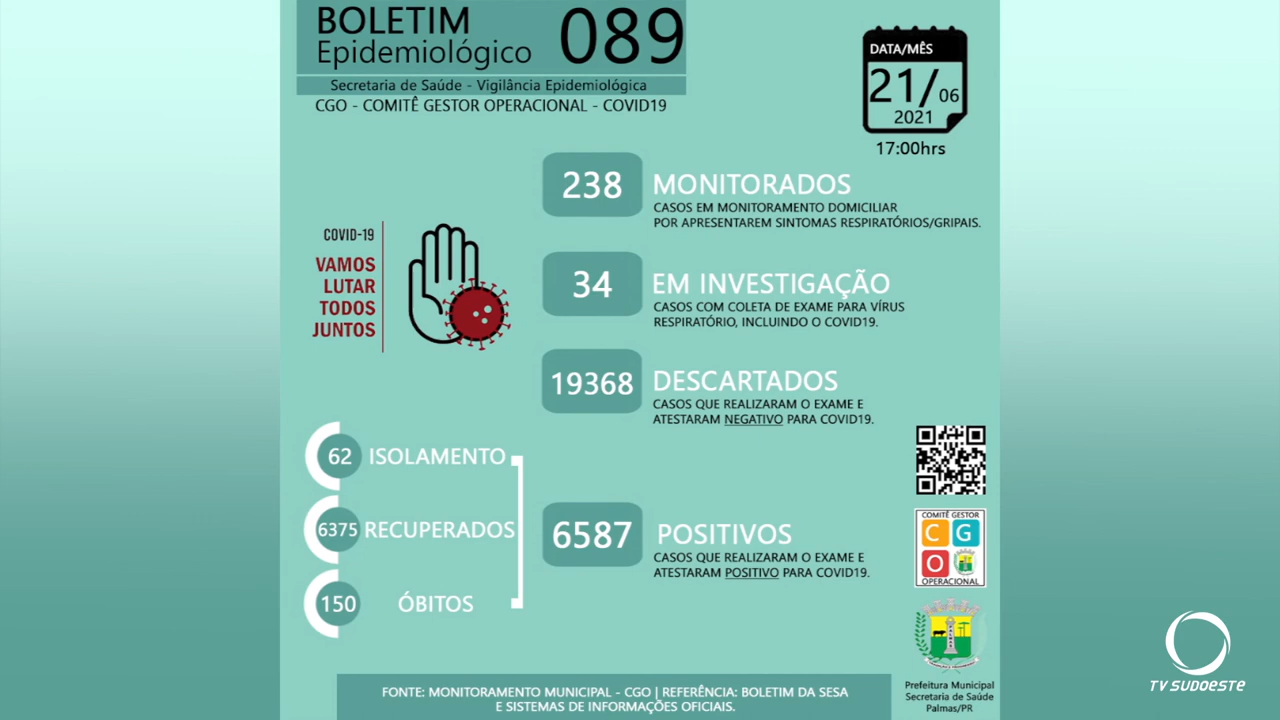 BOLETIM
Epidemiológico
089
Secretaria de Saúde - Vigilância Epidemiológica
CGO - COMITÊ GESTOR OPERACIONAL - COVID19
DATA/MÊS
21/06
2021
17:00hrs
238
MONITORADOS
CASOS EM MONITORAMENTO DOMICILIAR
POR APRESENTAREM SINTOMAS RESPIRATÓRIOS/GRIPAIS.
COVID-19
VAMOS
LUTAR
TODOS
JUNTOS
34
EM INVESTIGAÇÃO
CASOS COM COLETA DE EXAME PARA VÍRUS
RESPIRATÓRIO, INCLUINDO O COVID19.
19368
DESCARTADOS
CASOS QUE REALIZARAM O EXAME E
ATESTARAM NEGATIVO PARA COVID19.
62 ISOLAMENTO
6375 RECUPERADOS
150 ÓBITOS
6587
POSITIVOS
CASOS QUE REALIZARAM O EXAME E
ATESTARAM POSITIVO PARA COVID19.
COMITÊ GESTOR
C G
O
OPERACIONAL
Prefeitura Municipal
Secretaria de Saúde
Palmas/PR
FONTE: MONITORAMENTO MUNICIPAL - CGO | REFERÊNCIA: BOLETIM DA SESA
E SISTEMAS DE INFORMAÇÕES OFICIAIS.
TV SUDOESTE